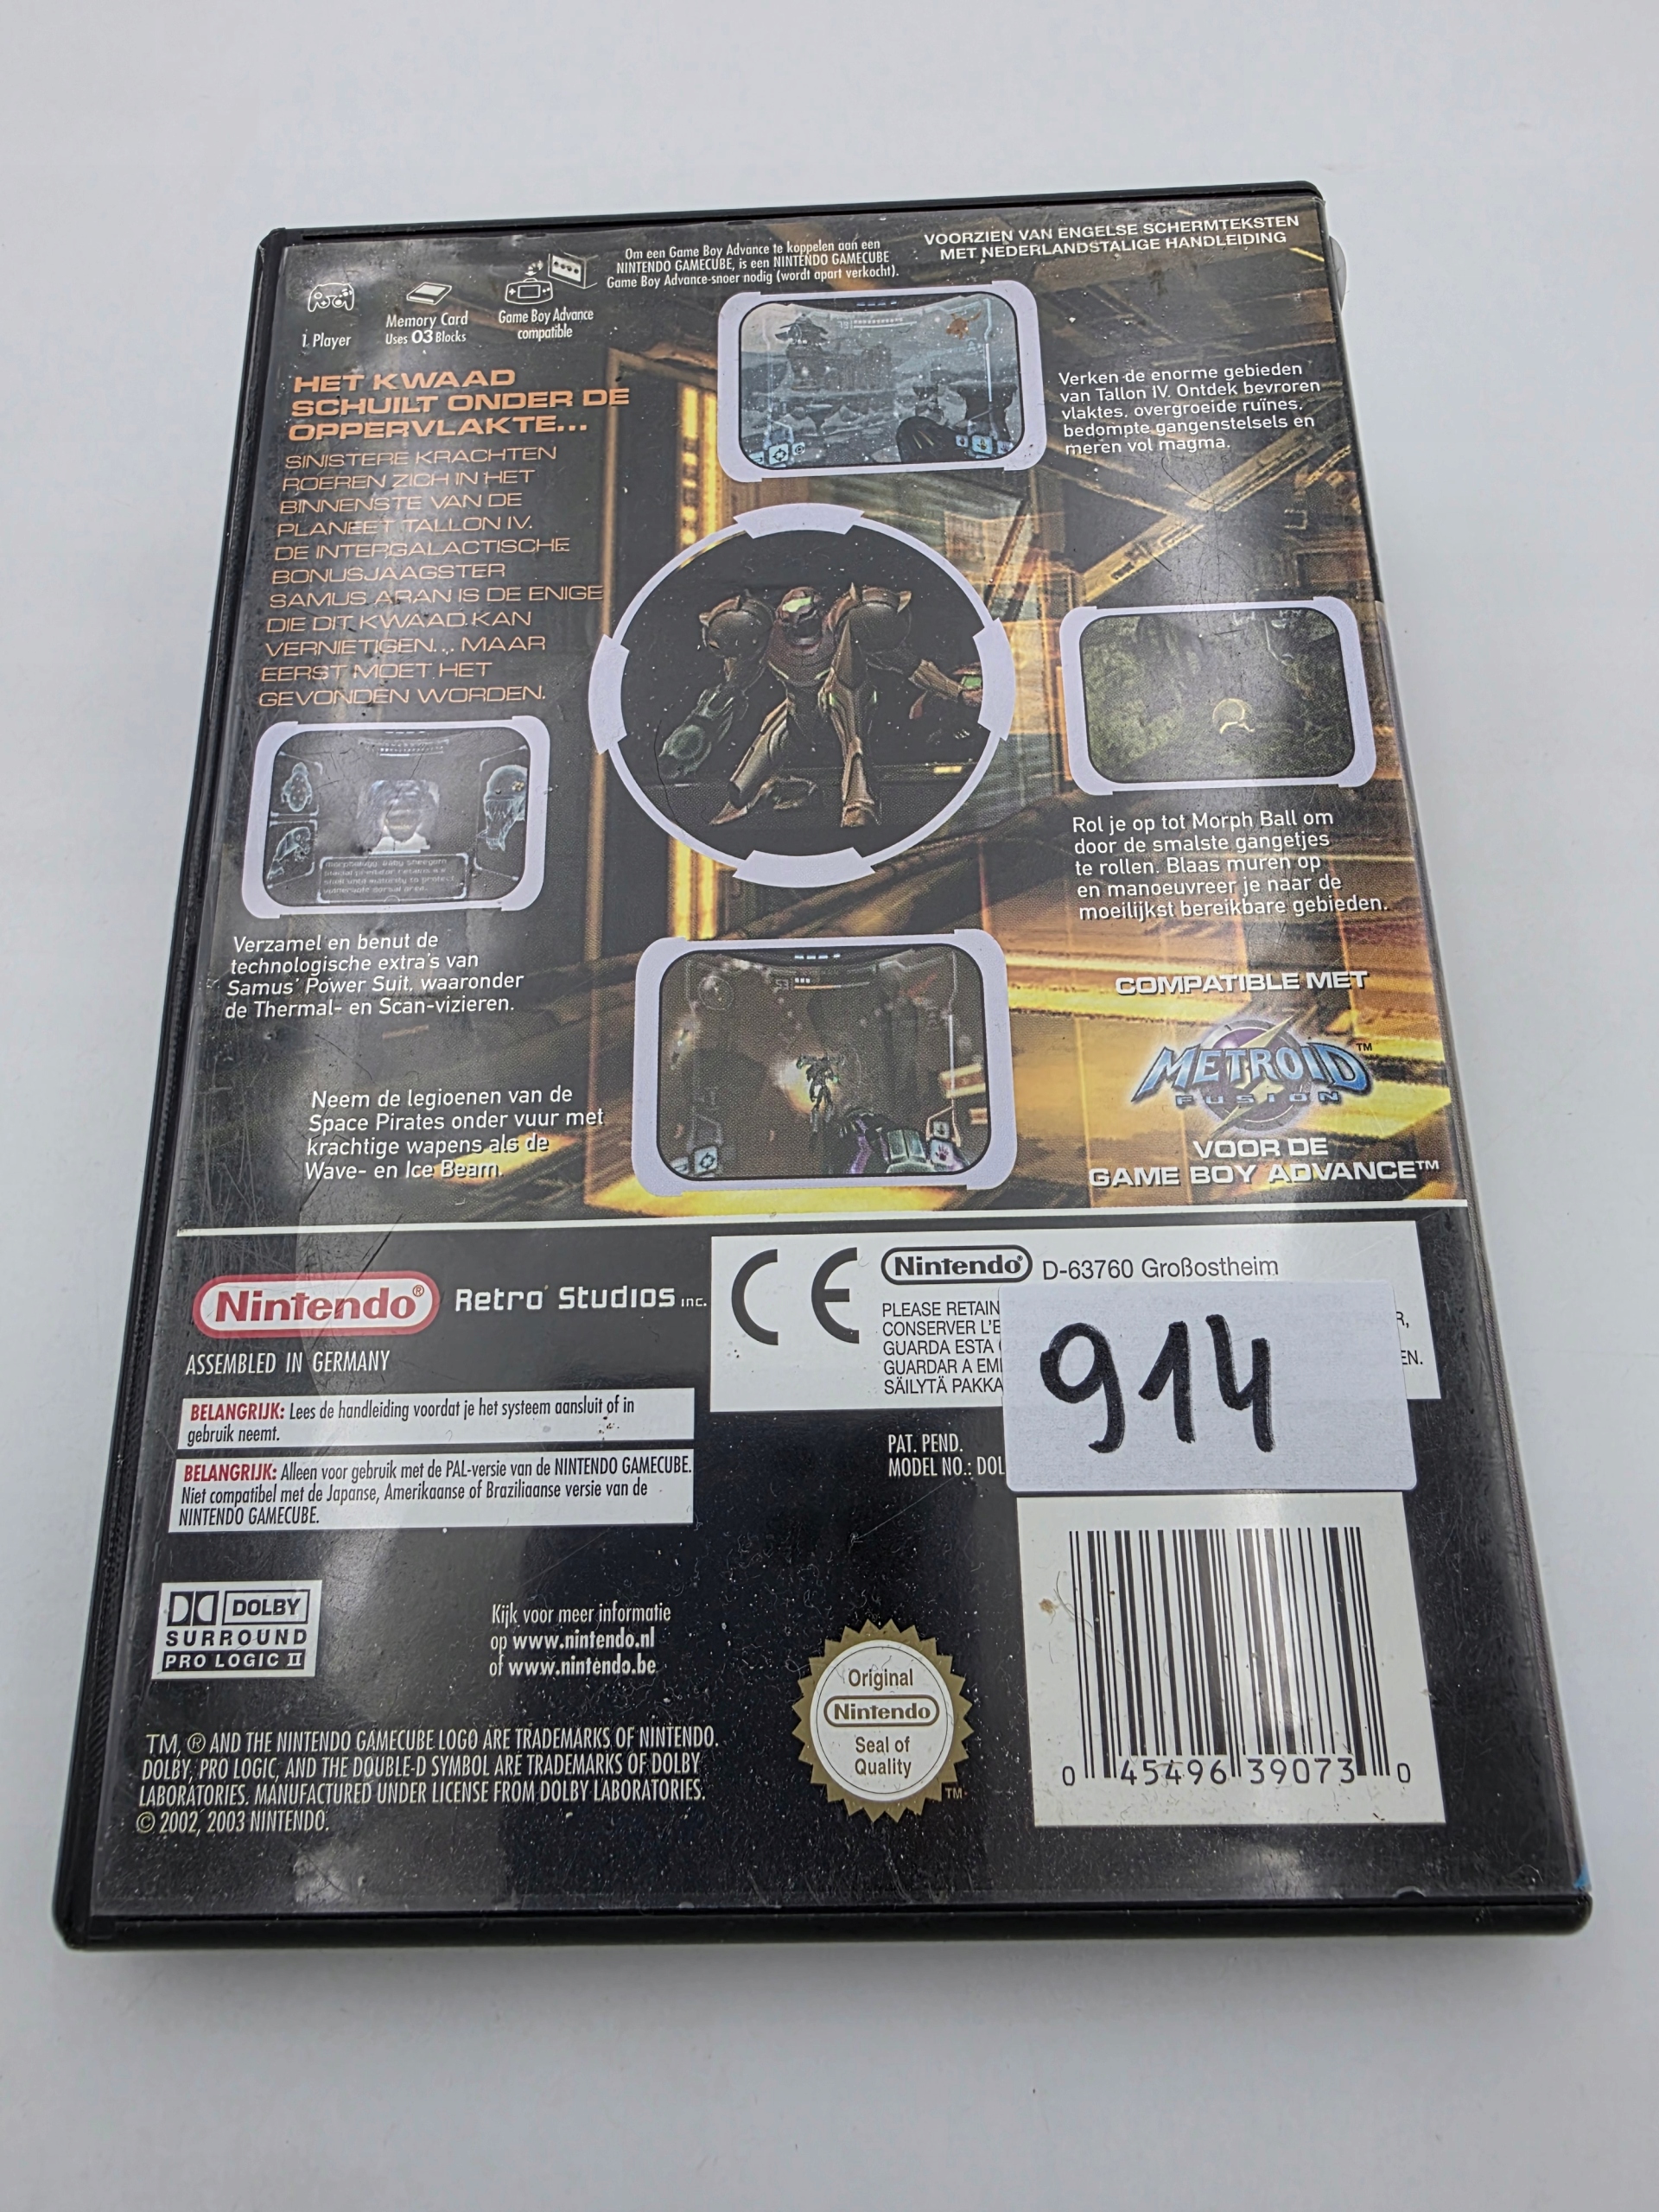 1 Player
Memory Card
Uses 03 Blocks
Game Boy Advance
compatible
Om een Game Boy Advance te koppelen aan een
NINTENDO GAMECUBE, is een NINTENDO GAMECUBE
Game Boy Advance-snoer nodig (wordt apart verkocht).
VOORZIEN VAN ENGELSE SCHERMTEKSTEN
MET NEDERLANDSTALIGE HANDLEIDING
HET KWAAD
SCHUILT ONDER DE
OPPERVLAKTE...
SINISTERE KRACHTEN
ROEREN ZICH IN HET
BINNENSTE VAN DE
PLANEET TALLON IV.
DE INTERGALACTISCHE
BONUSJAAGSTER
SAMUS ARAN IS DE ENIGE
DIE DIT KWAAD KAN
VERNIETIGEN... MAAR
EERST MOET HET
GEVONDEN WORDEN.
Verken de enorme gebieden
van Tallon IV. Ontdek bevroren
vlaktes, overgroeide ruïnes,
bedompte gangenstelsels en
meren vol magma.
Rol je op tot Morph Ball om
door de smalste gangetjes
te rollen. Blaas muren op
en manoeuvreer je naar de
moeilijkst bereikbare gebieden.
Verzamel en benut de
technologische extra's van
Samus' Power Suit, waaronder
de Thermal- en Scan-vizieren.
Neem de legioenen van de
Space Pirates onder vuur met
krachtige wapens als de
Wave- en Ice Beam.
53
COMPATIBLE MET
METROID™
FUSION
VOOR DE
GAME BOY ADVANCE™
Nintendo®
Retro Studios INC.
ASSEMBLED IN GERMANY
CE
Nintendo® D-63760 Großostheim
PLEASE RETAIN
CONSERVER L'E
GUARDA ESTA
GUARDAR A EM
SÄILYTÄ PAKKA
R,
EN.
914
BELANGRIJK: Lees de handleiding voordat je het systeem aansluit of in
gebruik neemt.
BELANGRIJK: Alleen voor gebruik met de PAL-versie van de NINTENDO GAMECUBE.
Niet compatibel met de Japanse, Amerikaanse of Braziliaanse versie van de
NINTENDO GAMECUBE.
PAT. PEND.
MODEL NO.: DOL
DOLBY
SURROUND
PRO LOGIC II
Kijk voor meer informatie
op www.nintendo.nl
of www.nintendo.be
Original
Nintendo
Seal of
Quality
TM
0 45496 39073 0
TM, ® AND THE NINTENDO GAMECUBE LOGO ARE TRADEMARKS OF NINTENDO.
DOLBY, PRO LOGIC, AND THE DOUBLE-D SYMBOL ARE TRADEMARKS OF DOLBY
LABORATORIES. MANUFACTURED UNDER LICENSE FROM DOLBY LABORATORIES.
© 2002, 2003 NINTENDO.